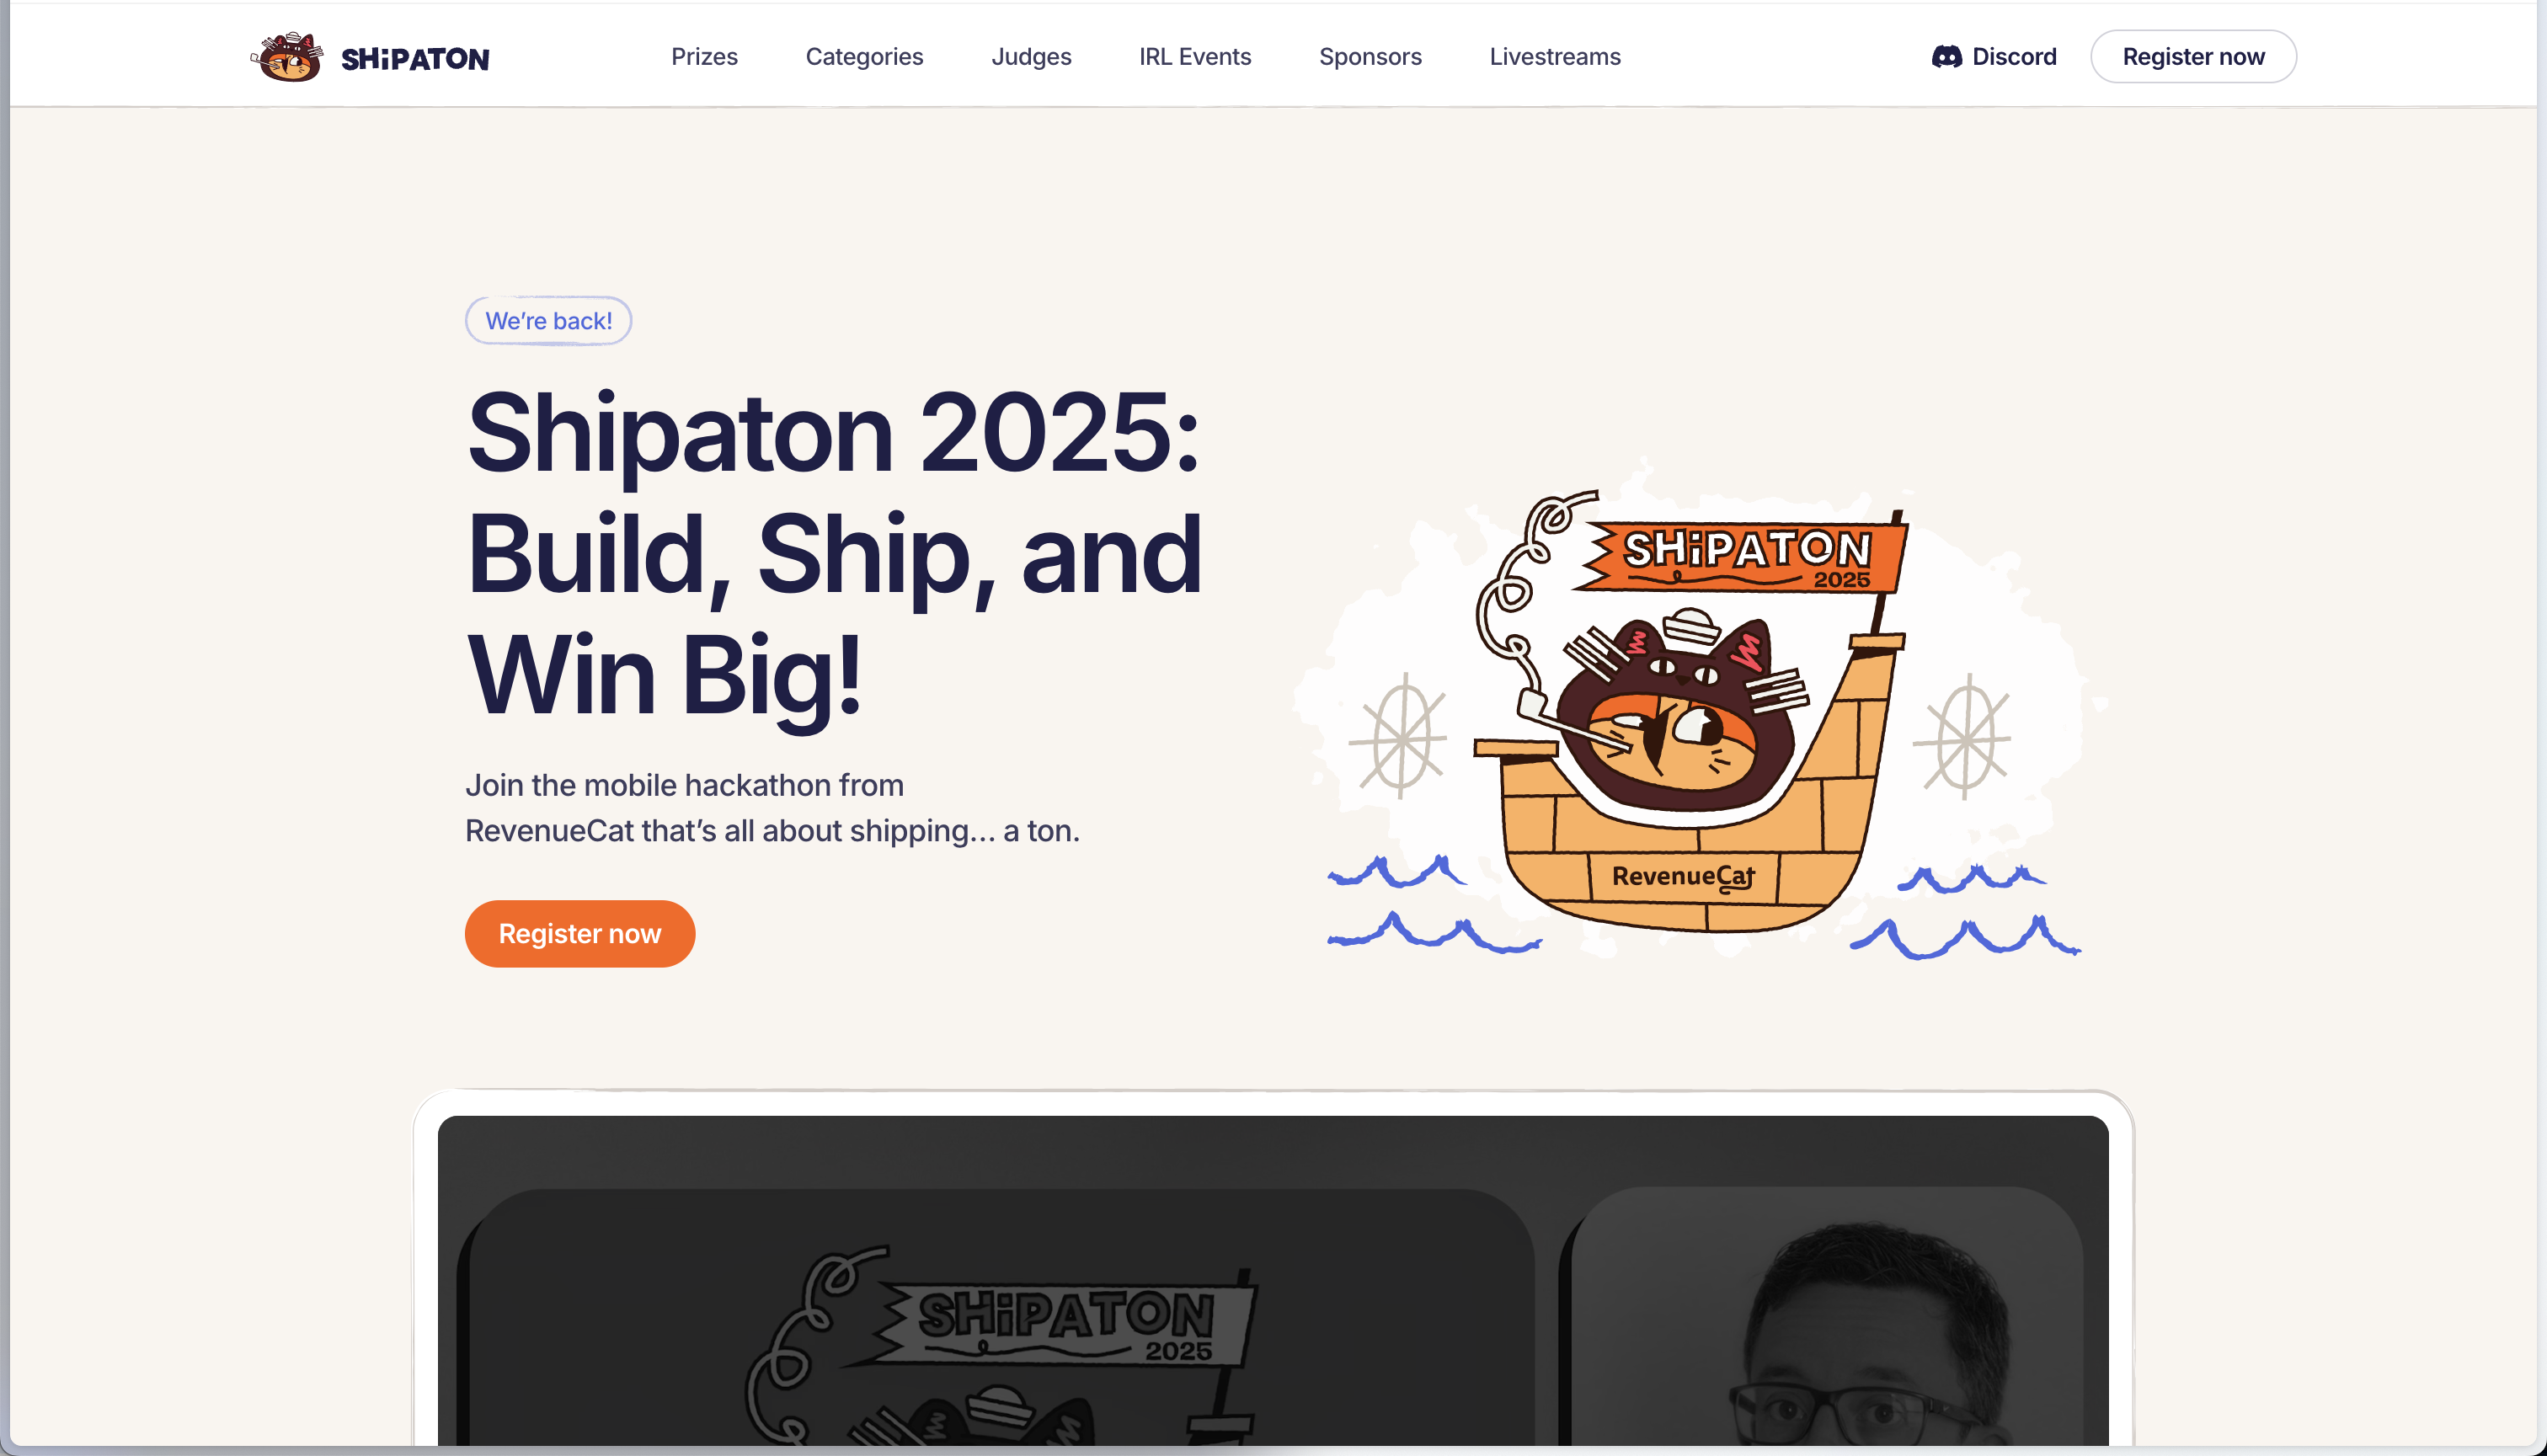 SHiPATON
Prizes
Categories
Judges
IRL Events
Sponsors
Livestreams
Discord
Register now
We’re back!
Shipaton 2025:
Build, Ship, and
Win Big!
Join the mobile hackathon from
RevenueCat that’s all about shipping... a ton.
Register now
SHiPATON
2025
RevenueCat
SHiPATON
2025